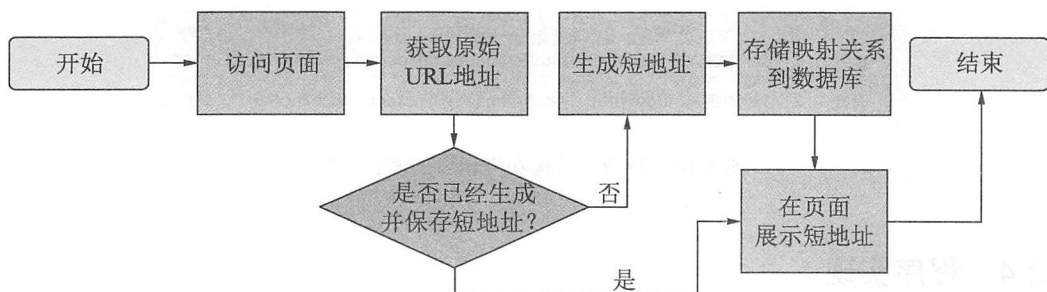 开始
访问页面
获取原始
URL地址
生成短地址
存储映射关系
到数据库
结束
是否已经生成
并保存短地址？
否
在页面
展示短地址
是